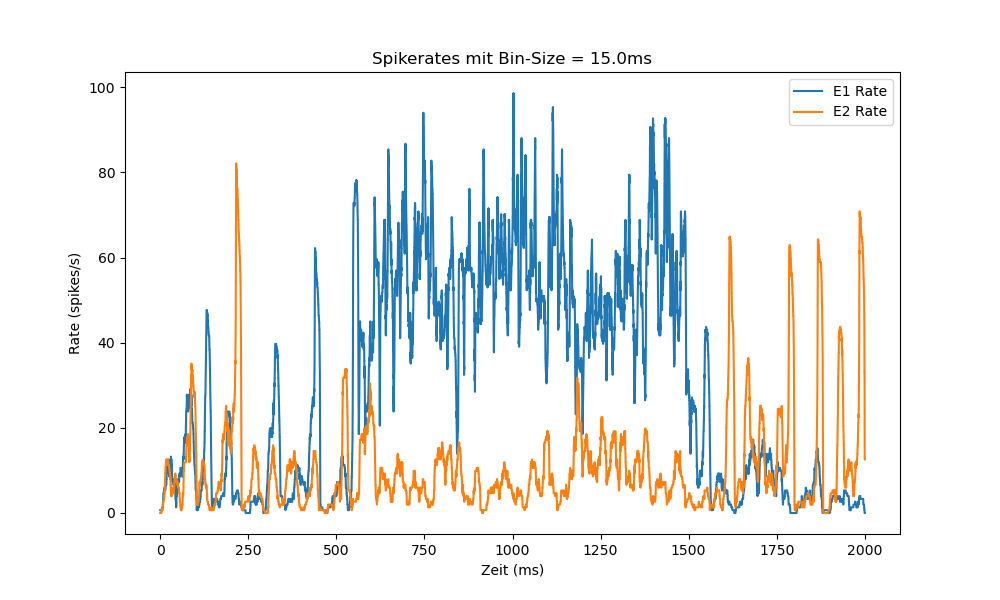 Spikerates mit Bin-Size = 15.0ms
E1 Rate
E2 Rate
Rate (spikes/s)
100
80
60
40
20
0
0 250 500 750 1000 1250 1500 1750 2000
Zeit (ms)